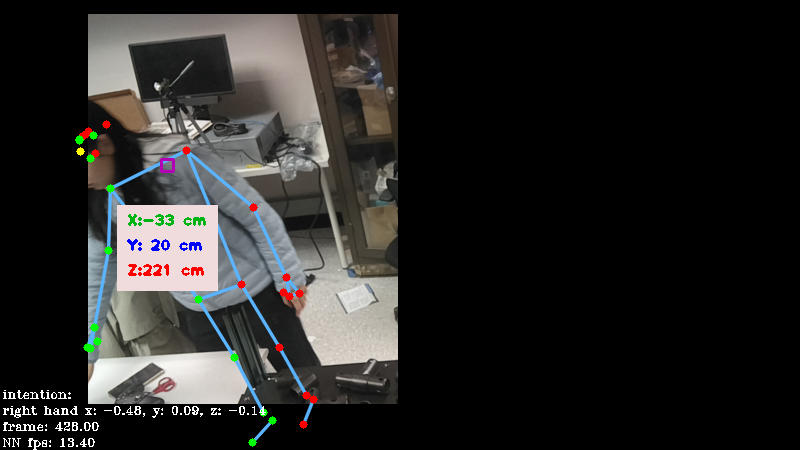 X:-33 cm
Y: 20 cm
Z:221 cm
intention:
right hand x: -0.48, y: 0.09, z: -0.14
frame: 428.00
NN fps: 13.40